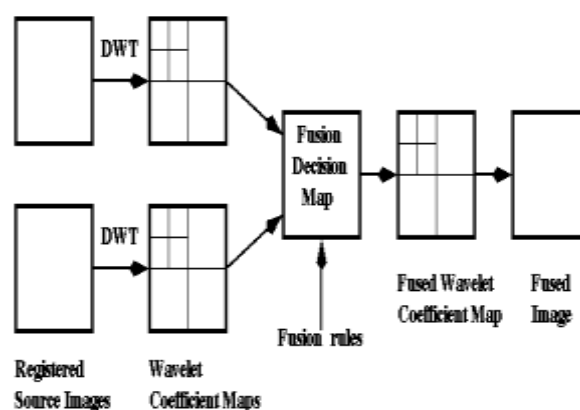 DWT
Fusion
Decision
Map
DWT
Fusion rules
Fused Wavelet
Coefficient Map
Fused
Image
Registered
Source Images
Wavelet
Coefficient Maps